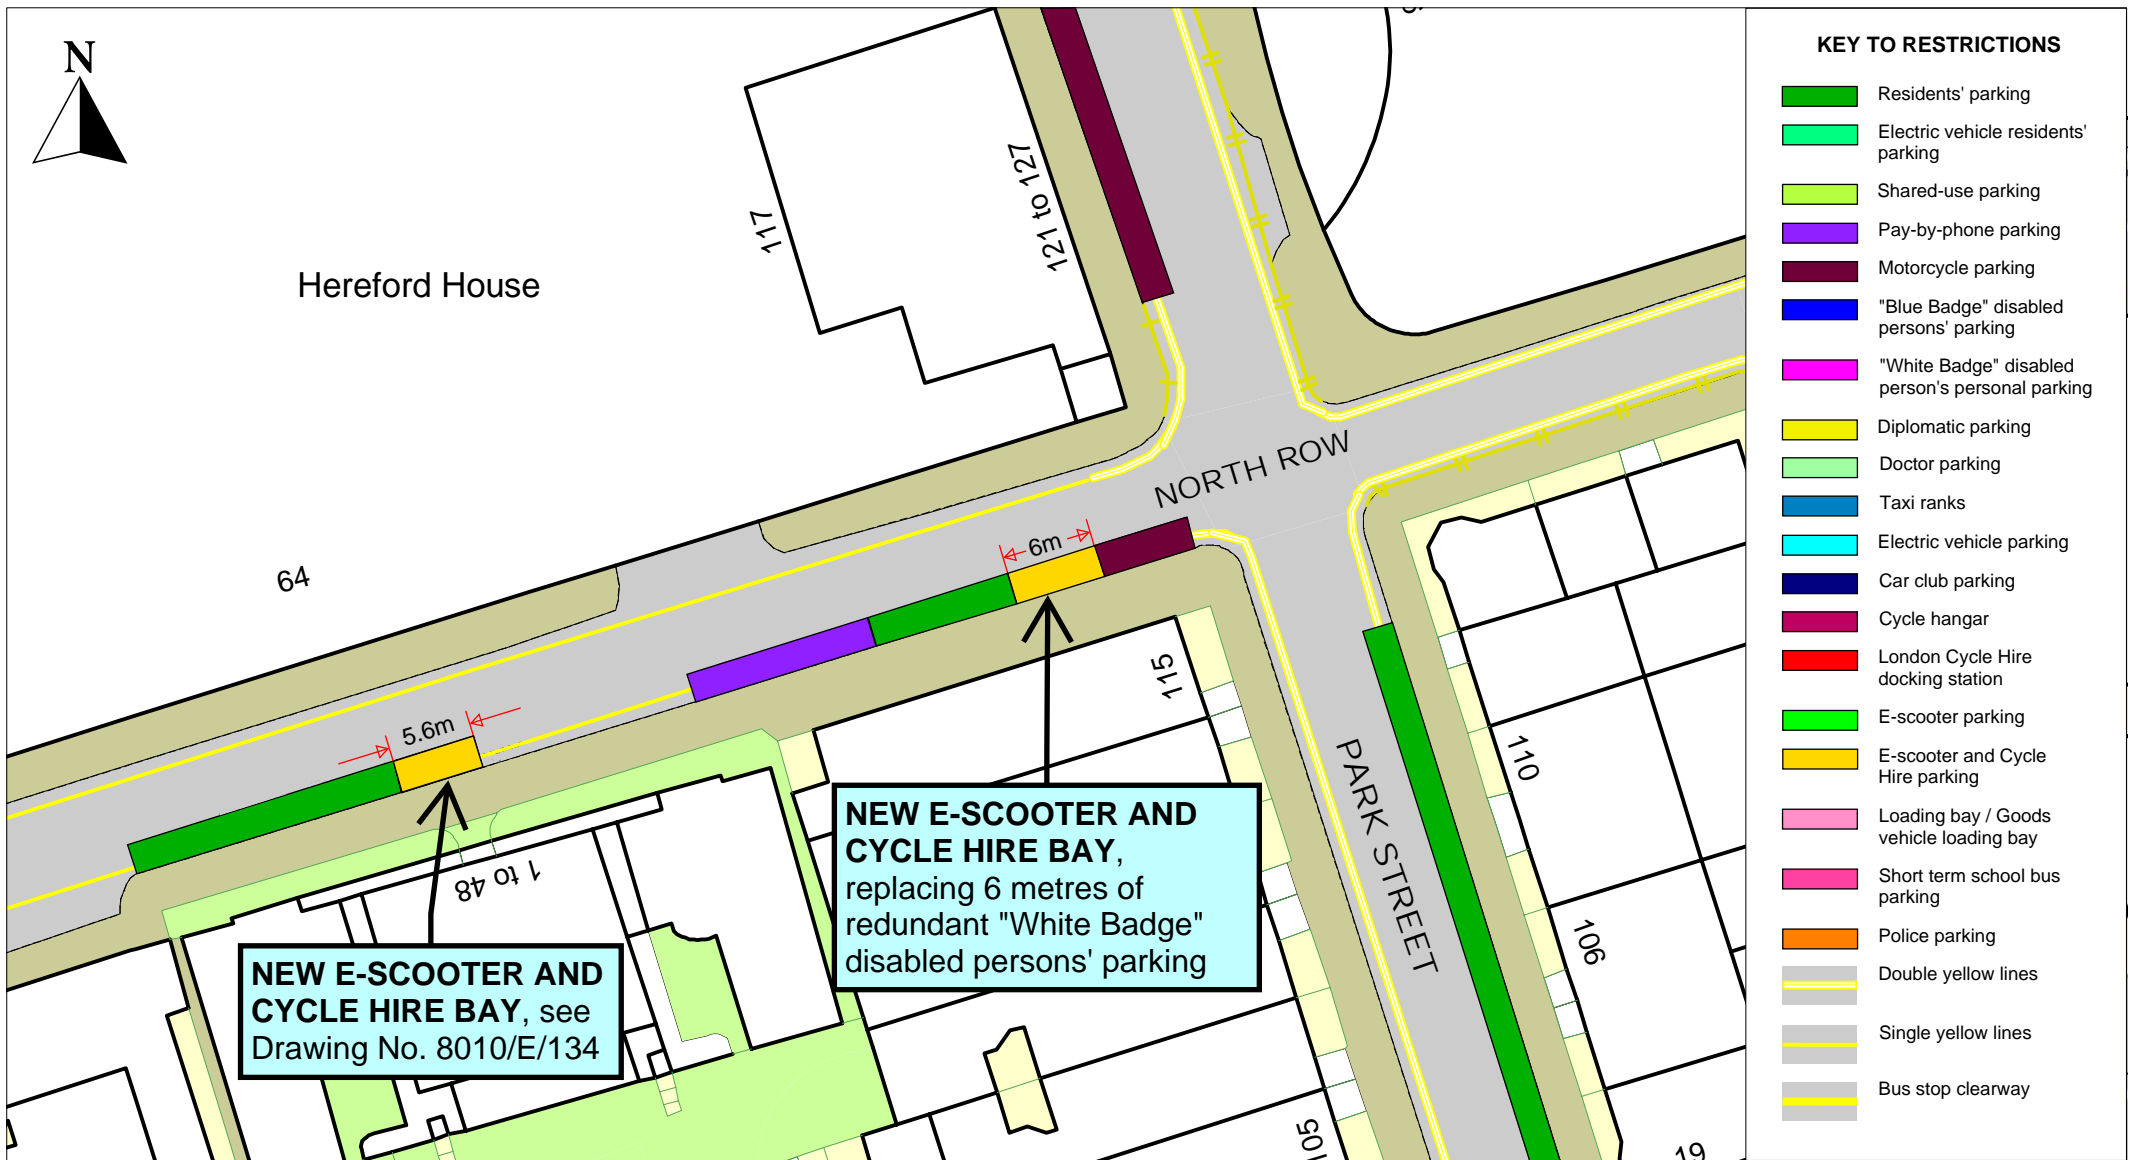 N
Hereford House
117
121 to 127
64
NORTH ROW
6m
5.6m
115
PARK STREET
110
106
105
19
1 to 48
NEW E-SCOOTER AND
CYCLE HIRE BAY,
replacing 6 metres of
redundant "White Badge"
disabled persons' parking
NEW E-SCOOTER AND
CYCLE HIRE BAY, see
Drawing No. 8010/E/134
KEY TO RESTRICTIONS
Residents' parking
Electric vehicle residents'
parking
Shared-use parking
Pay-by-phone parking
Motorcycle parking
"Blue Badge" disabled
persons' parking
"White Badge" disabled
person's personal parking
Diplomatic parking
Doctor parking
Taxi ranks
Electric vehicle parking
Car club parking
Cycle hangar
London Cycle Hire
docking station
E-scooter parking
E-scooter and Cycle
Hire parking
Loading bay / Goods
vehicle loading bay
Short term school bus
parking
Police parking
Double yellow lines
Single yellow lines
Bus stop clearway